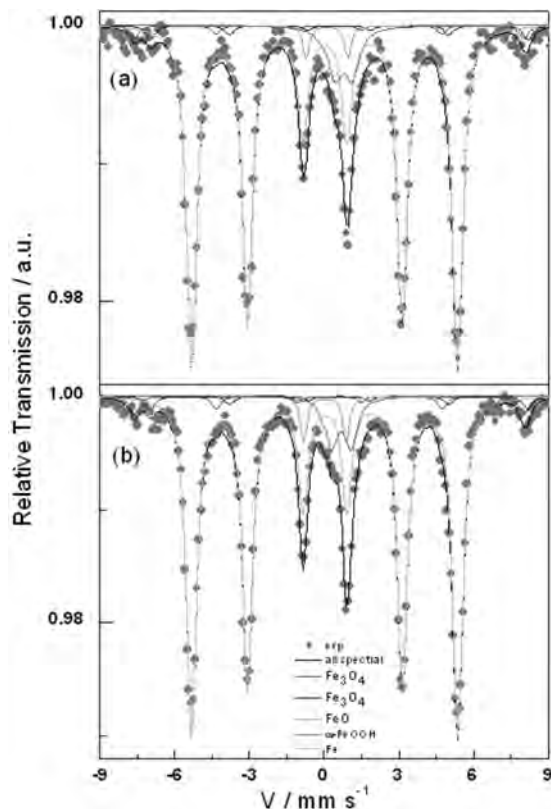 1.00
(a)
0.98
Relative Transmission / a.u.
1.00
(b)
0.98
exp
all spectial
Fe3O4
Fe3O4
FeO
α-FeOOH
Fe
-9 -6 -3 0 3 6 9
V / mm s⁻¹